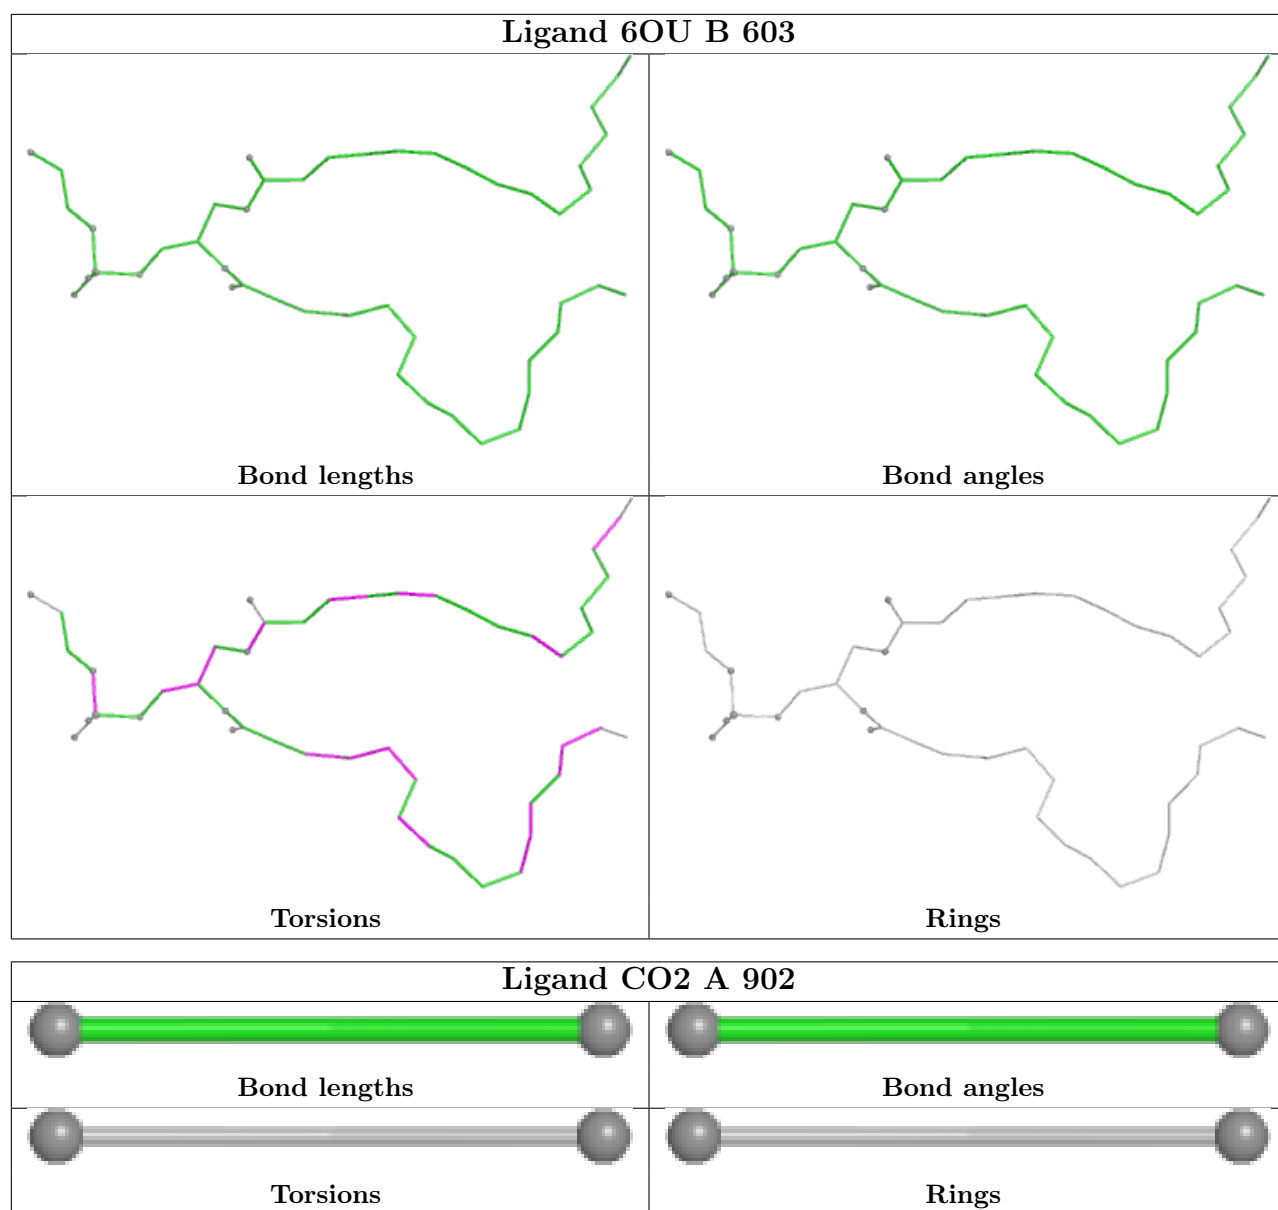 Ligand 6OU B 603
Bond lengths
Bond angles
Torsions
Rings
Ligand CO2 A 902
Bond lengths
Bond angles
Torsions
Rings